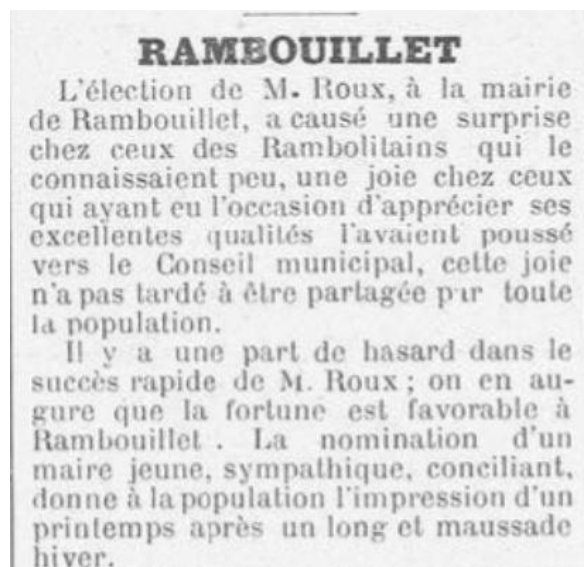 RAMBOUILLET
L'élection de M. Roux, à la mairie
de Rambouillet, a causé une surprise
chez ceux des Rambolitains qui le
connaissaient peu, une joie chez ceux
qui ayant eu l'occasion d'apprécier ses
excellentes qualités l'avaient poussé
vers le Conseil municipal, cette joie
n'a pas tardé à être partagée par toute
la population.
Il y a une part de hasard dans le
succès rapide de M. Roux ; on en au-
gure que la fortune est favorable à
Rambouillet . La nomination d'un
maire jeune, sympathique, conciliant,
donne à la population l'impression d'un
printemps après un long et maussade
hiver.